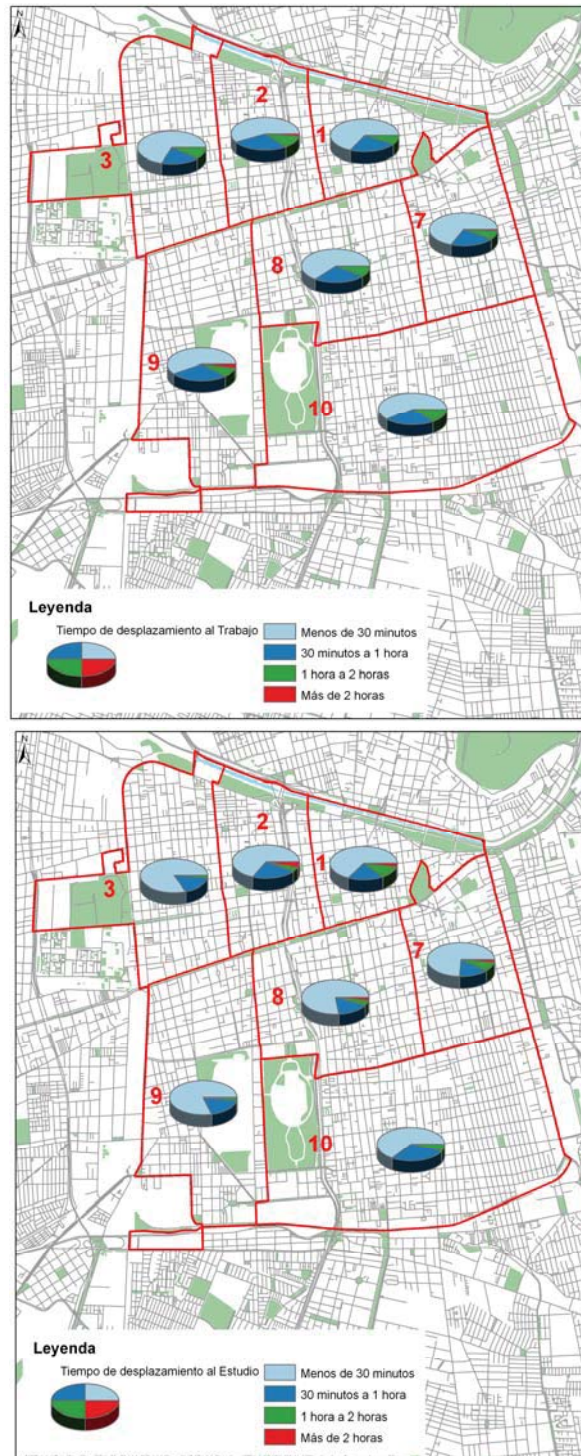 N
2
1
3
7
8
9
10
Leyenda
Tiempo de desplazamiento al Trabajo
Menos de 30 minutos
30 minutos a 1 hora
1 hora a 2 horas
Más de 2 horas
N
2
1
3
7
8
9
10
Leyenda
Tiempo de desplazamiento al Estudio
Menos de 30 minutos
30 minutos a 1 hora
1 hora a 2 horas
Más de 2 horas